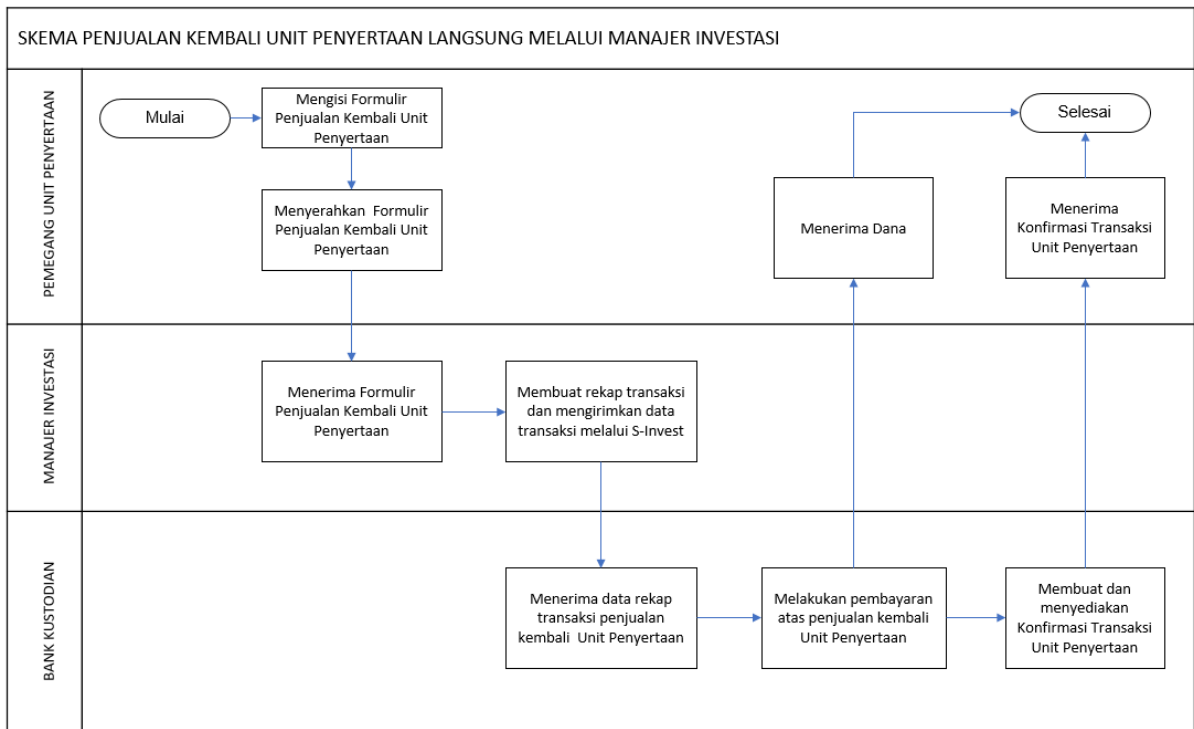 SKEMA PENJUALAN KEMBALI UNIT PENYERTAAN LANGSUNG MELALUI MANAJER INVESTASI
PEMEGANG UNIT PENYERTAAN
Mulai
Mengisi Formulir
Penjualan Kembali Unit
Penyertaan
Menyerahkan Formulir
Penjualan Kembali Unit
Penyertaan
Menerima Dana
Selesai
Menerima
Konfirmasi Transaksi
Unit Penyertaan
MANAJER INVESTASI
Menerima Formulir
Penjualan Kembali Unit
Penyertaan
Membuat rekap transaksi
dan mengirimkan data
transaksi melalui S-Invest
BANK KUSTODIAN
Menerima data rekap
transaksi penjualan
kembali Unit Penyertaan
Melakukan pembayaran
atas penjualan kembali
Unit Penyertaan
Membuat dan
menyediakan
Konfirmasi Transaksi
Unit Penyertaan